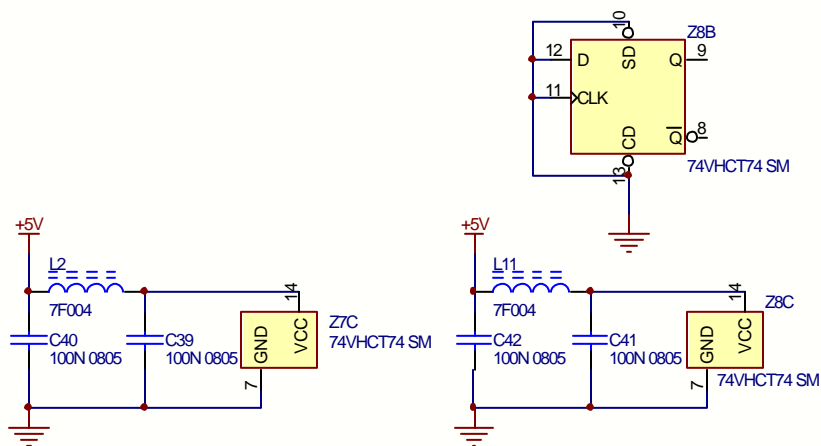 10
Z8B
12
D
SD
Q
9
11
CLK
CD
Q
8
13
74VHCT74 SM
+5V
L2
7F004
14
C40
100N 0805
C39
100N 0805
GND
VCC
Z7C
74VHCT74 SM
7
+5V
L11
7F004
14
Z8C
C42
100N 0805
C41
100N 0805
GND
VCC
74VHCT74 SM
7